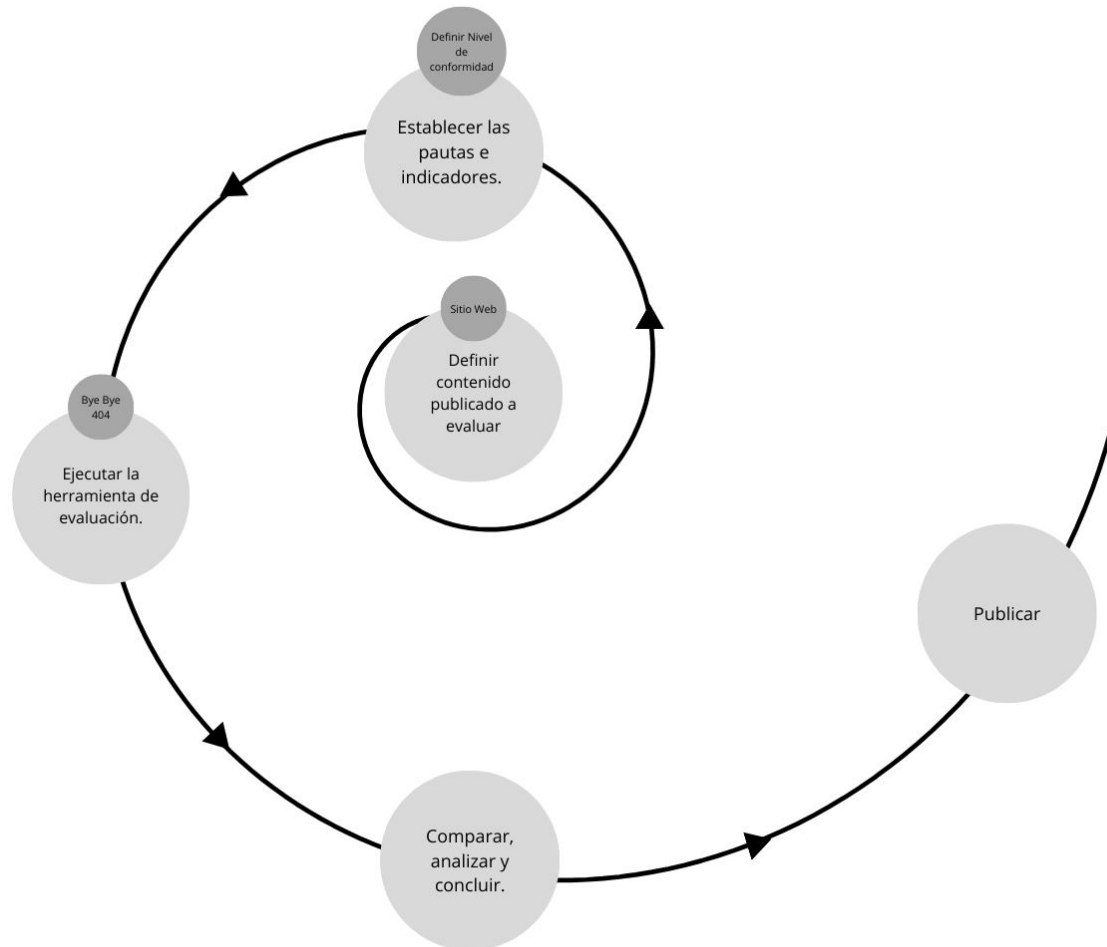 Definir Nivel
de
conformidad
Establecer las
pautas e
indicadores.
Sitio Web
Definir
contenido
publicado a
evaluar
Bye Bye
404
Ejecutar la
herramienta de
evaluación.
Publicar
Comparar,
analizar y
concluir.